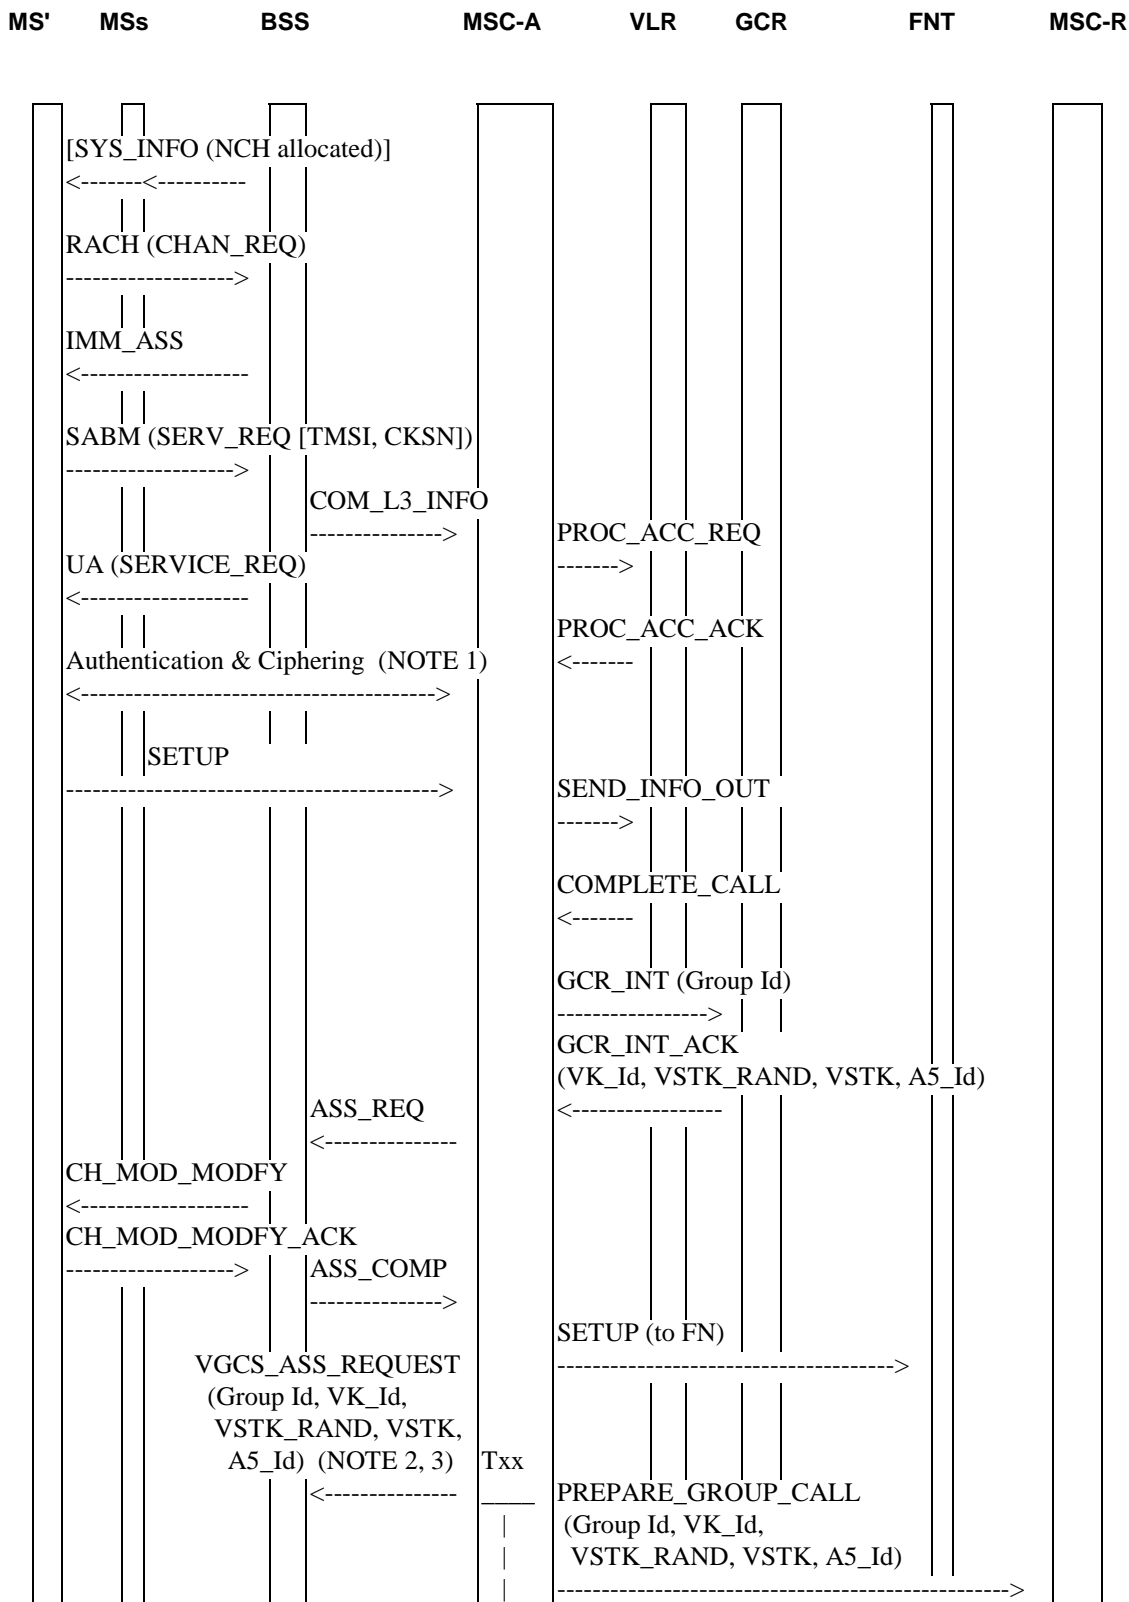 MS' MSs BSS MSC-A VLR GCR FNT MSC-R
[SYS_INFO (NCH allocated)]
<-------<----------
RACH (CHAN_REQ)
------------------->
IMM_ASS
<-------------------
SABM (SERV_REQ [TMSI, CKSN])
------------------->
COM_L3_INFO
--------------->
PROC_ACC_REQ
------->
UA (SERVICE_REQ)
<-------------------
PROC_ACC_ACK
<-------
Authentication & Ciphering (NOTE 1)
<---------------------------------------->
SETUP
------------------------------------------>
SEND_INFO_OUT
------->
COMPLETE_CALL
<-------
GCR_INT (Group Id)
----------------->
GCR_INT_ACK
(VK_Id, VSTK_RAND, VSTK, A5_Id)
<-----------------
ASS_REQ
<---------------
CH_MOD_MODFY
<-------------------
CH_MOD_MODFY_ACK
------------------->
ASS_COMP
--------------->
SETUP (to FN)
-------------------------------------->
VGCS_ASS_REQUEST
(Group Id, VK_Id,
VSTK_RAND, VSTK,
A5_Id) (NOTE 2, 3) Txx
<--------------- ____
PREPARE_GROUP_CALL
| (Group Id, VK_Id,
| VSTK_RAND, VSTK, A5_Id)
| --------------------------------------------------->